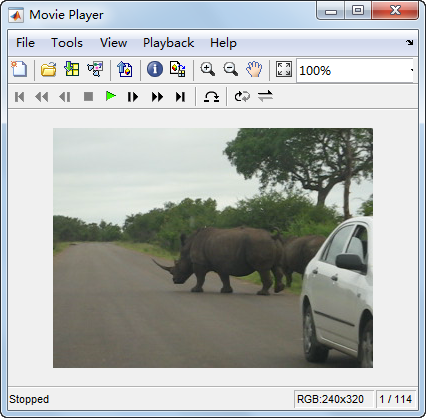 Movie Player
File Tools View Playback Help
100%
Stopped RGB:240x320 1 / 114